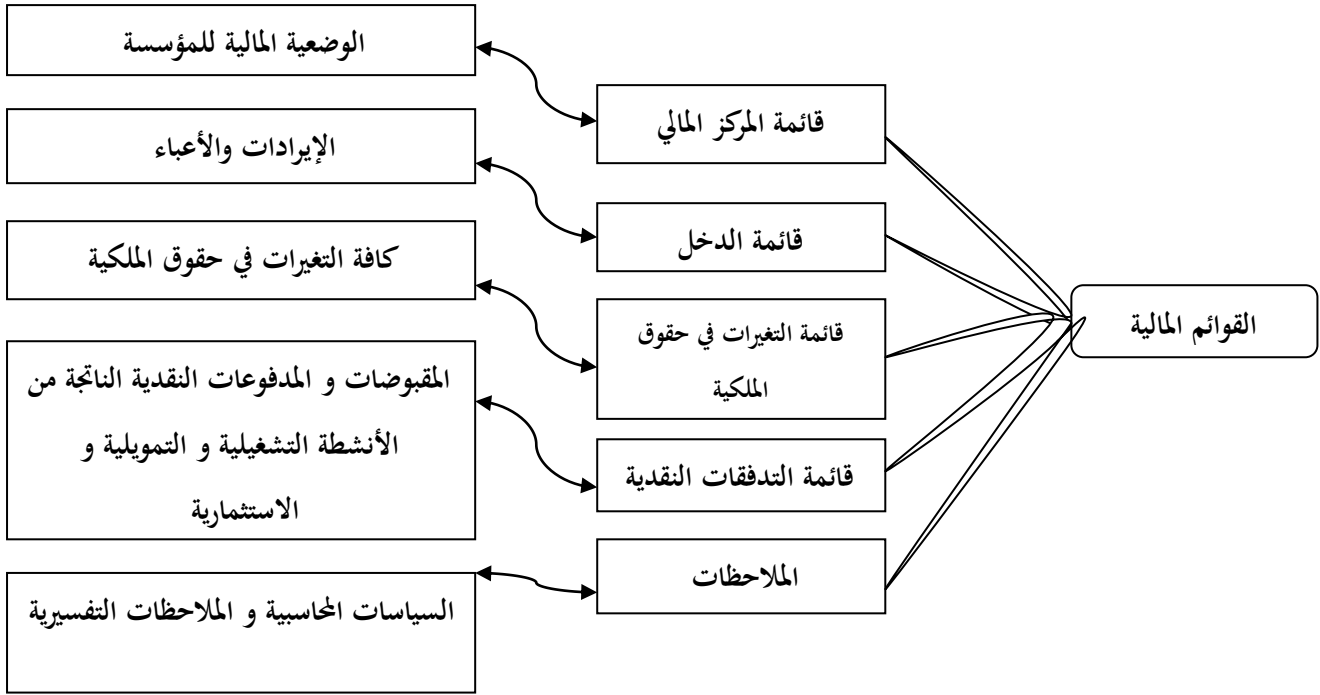 القوائم المالية
قائمة المركز المالي
الوضعية المالية للمؤسسة
قائمة الدخل
الإيرادات والأعباء
قائمة التغيرات في حقوق
الملكية
كافة التغيرات في حقوق الملكية
قائمة التدفقات النقدية
المقبوضات و المدفوعات النقدية الناتجة من
الأنشطة التشغيلية و التمويلية و
الاستثمارية
الملاحظات
السياسات المحاسبية و الملاحظات التفسيرية